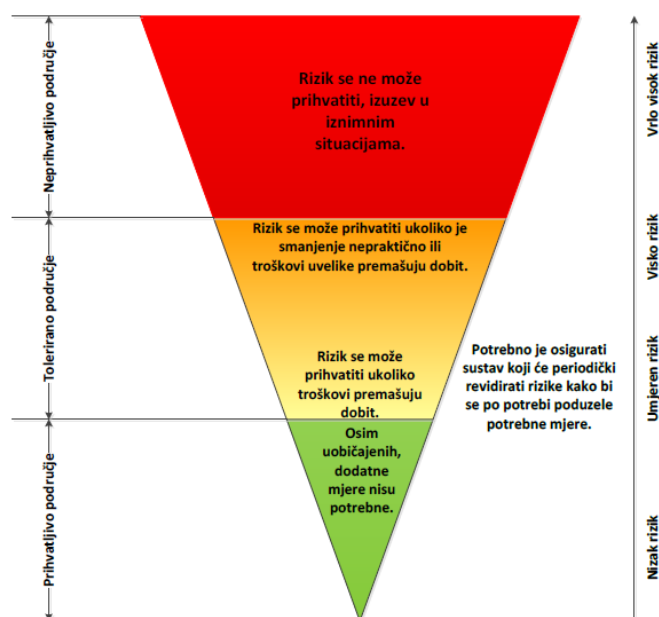 Neprihvatljivo područje
Tolerirano područje
Prihvatljivo područje
Rizik se ne može
prihvatiti, izuzev u
iznimnim
situacijama.
Rizik se može prihvatiti ukoliko je
smanjenje nepraktično ili
troškovi uvelike premašuju dobit.
Rizik se može
prihvatiti ukoliko
troškovi premašuju
dobit.
Osim
uobičajenih,
dodatne
mjere nisu
potrebne.
Potrebno je osigurati
sustav koji će periodički
revidirati rizike kako bi
se po potrebi poduzele
potrebne mjere.
Vrlo visok rizik
Visko rizik
Umjeren rizik
Nizak rizik